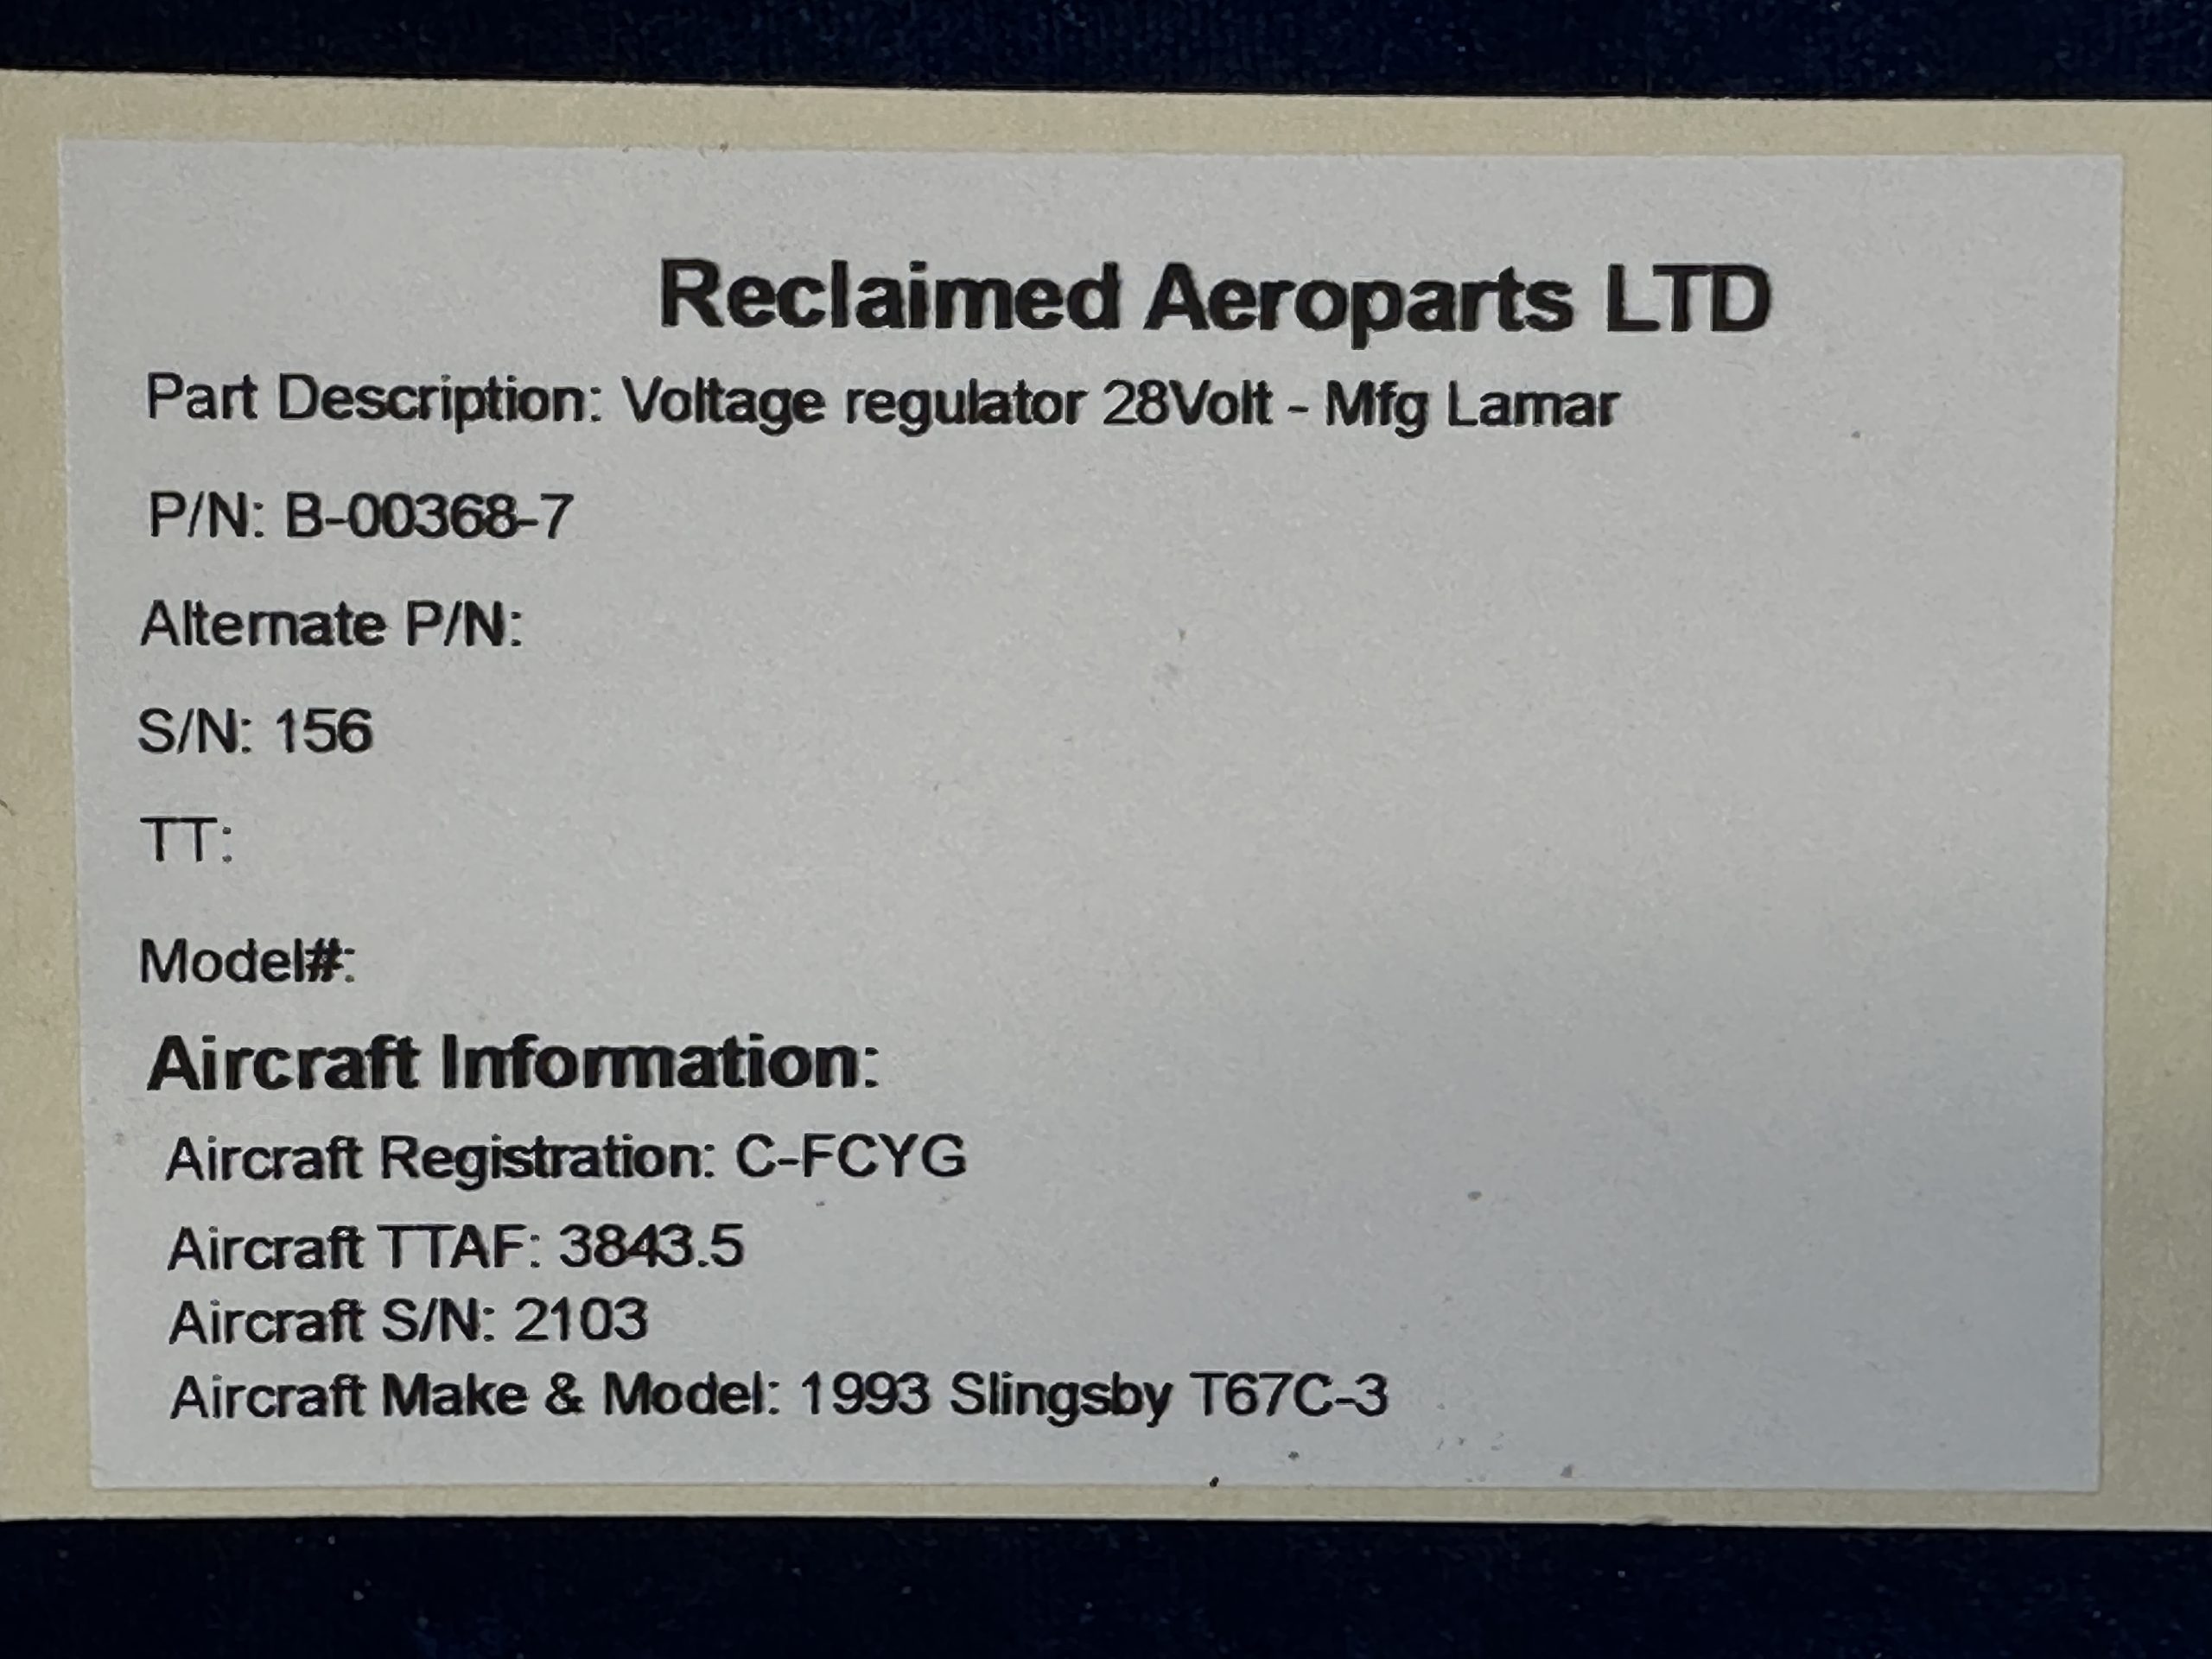 Reclaimed Aeroparts LTD
Part Description: Voltage regulator 28Volt - Mfg Lamar
P/N: B-00368-7
Alternate P/N:
S/N: 156
TT:
Model#:
Aircraft Information:
Aircraft Registration: C-FCYG
Aircraft TTAF: 3843.5
Aircraft S/N: 2103
Aircraft Make & Model: 1993 Slingsby T67C-3